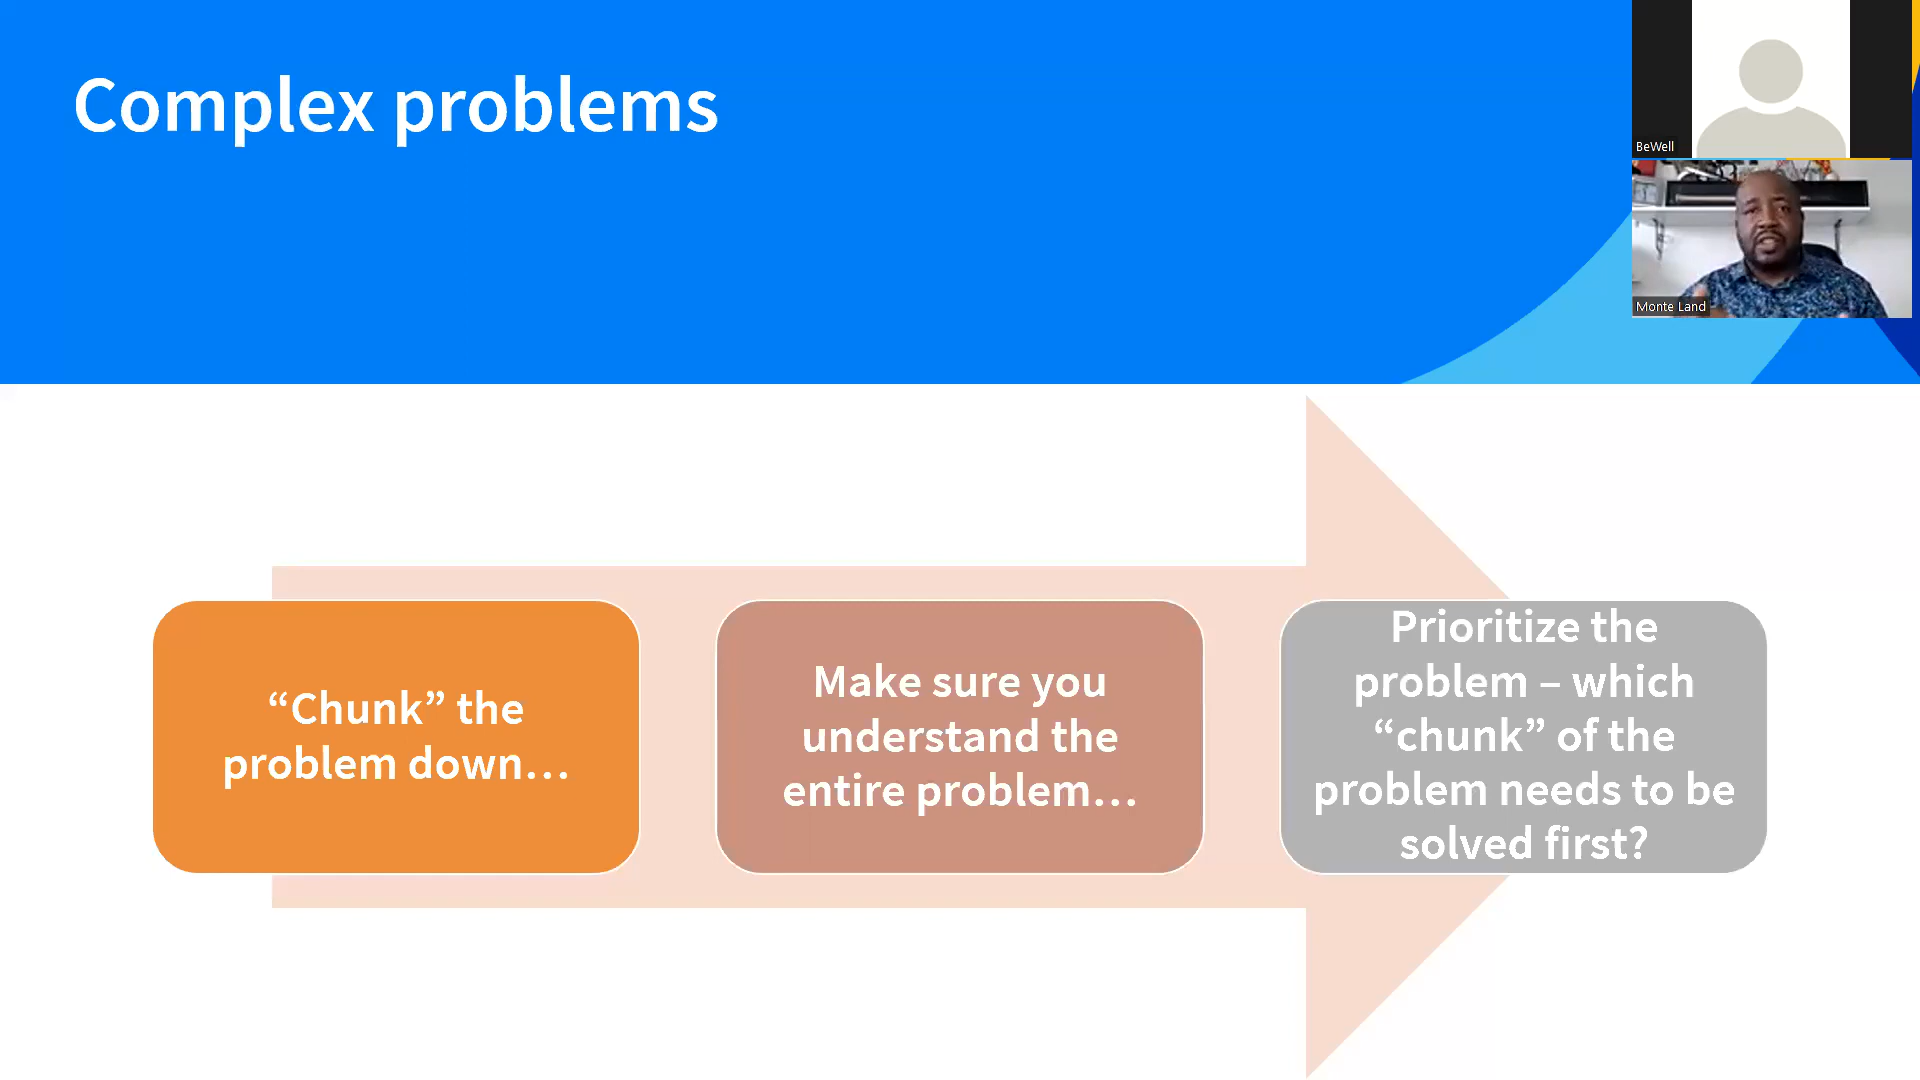 Complex problems
BeWell
Monte Land
“Chunk” the
problem down…
Make sure you
understand the
entire problem…
Prioritize the
problem – which
“chunk” of the
problem needs to be
solved first?